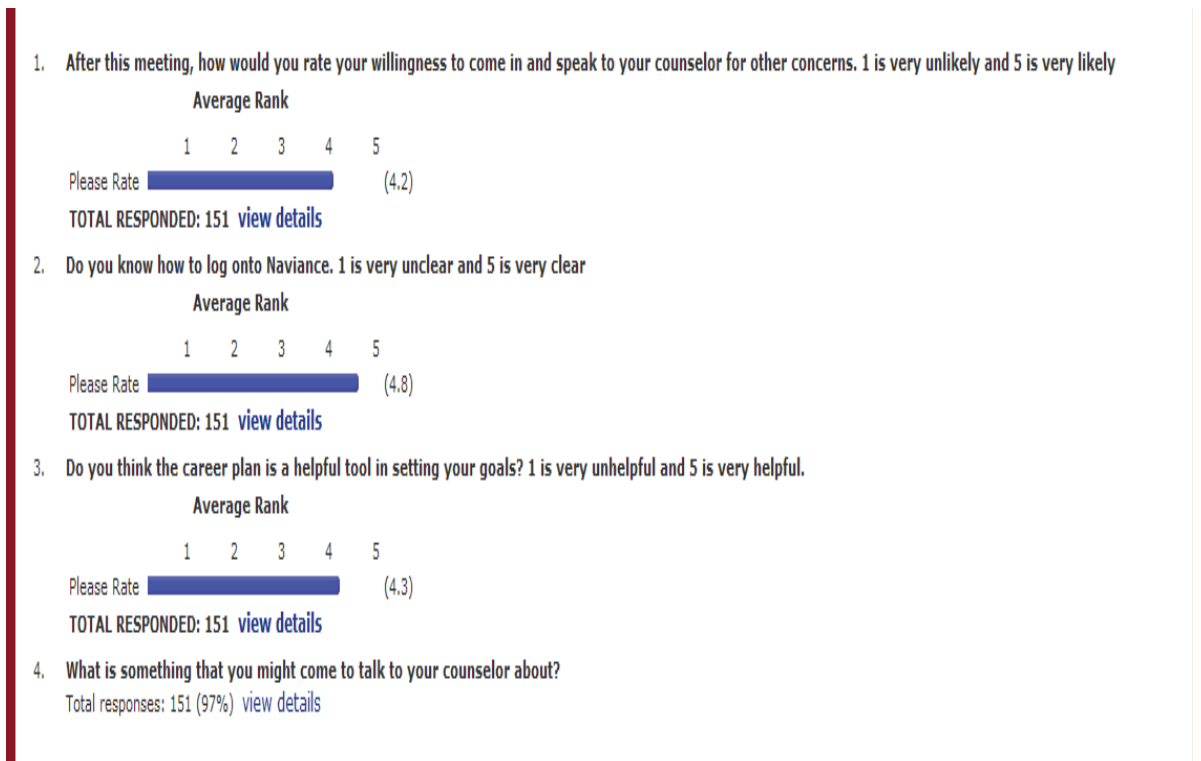 1. After this meeting, how would you rate your willingness to come in and speak to your counselor for other concerns. 1 is very unlikely and 5 is very likely
Average Rank
1 2 3 4 5
Please Rate (4.2)
TOTAL RESPONDED: 151 view details
2. Do you know how to log onto Naviance. 1 is very unclear and 5 is very clear
Average Rank
1 2 3 4 5
Please Rate (4.8)
TOTAL RESPONDED: 151 view details
3. Do you think the career plan is a helpful tool in setting your goals? 1 is very unhelpful and 5 is very helpful.
Average Rank
1 2 3 4 5
Please Rate (4.3)
TOTAL RESPONDED: 151 view details
4. What is something that you might come to talk to your counselor about?
Total responses: 151 (97%) view details